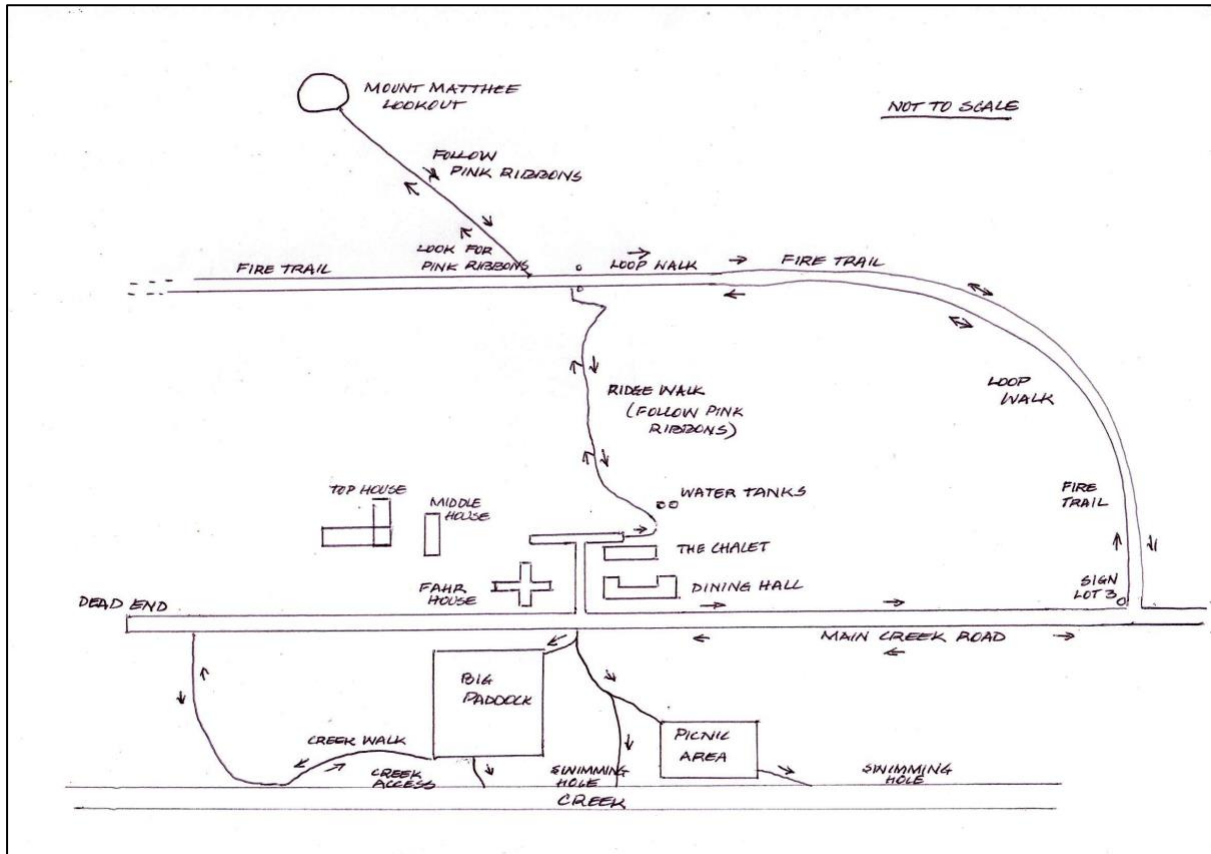 MOUNT MATTHEE
LOOKOUT
NOT TO SCALE
FOLLOW
PINK RIBBONS
LOOK FOR
PINK RIBBONS
FIRE TRAIL
LOOP WALK
FIRE TRAIL
LOOP
WALK
RIDGE WALK
(FOLLOW PINK
RIBBONS)
FIRE
TRAIL
TOP HOUSE
MIDDLE
HOUSE
WATER TANKS
THE CHALET
FAHR
HOUSE
DINING HALL
SIGN
LOT 3
DEAD END
MAIN CREEK ROAD
BIG
PADDOCK
PICNIC
AREA
CREEK WALK
CREEK
ACCESS
SWIMMING
HOLE
SWIMMING
HOLE
CREEK